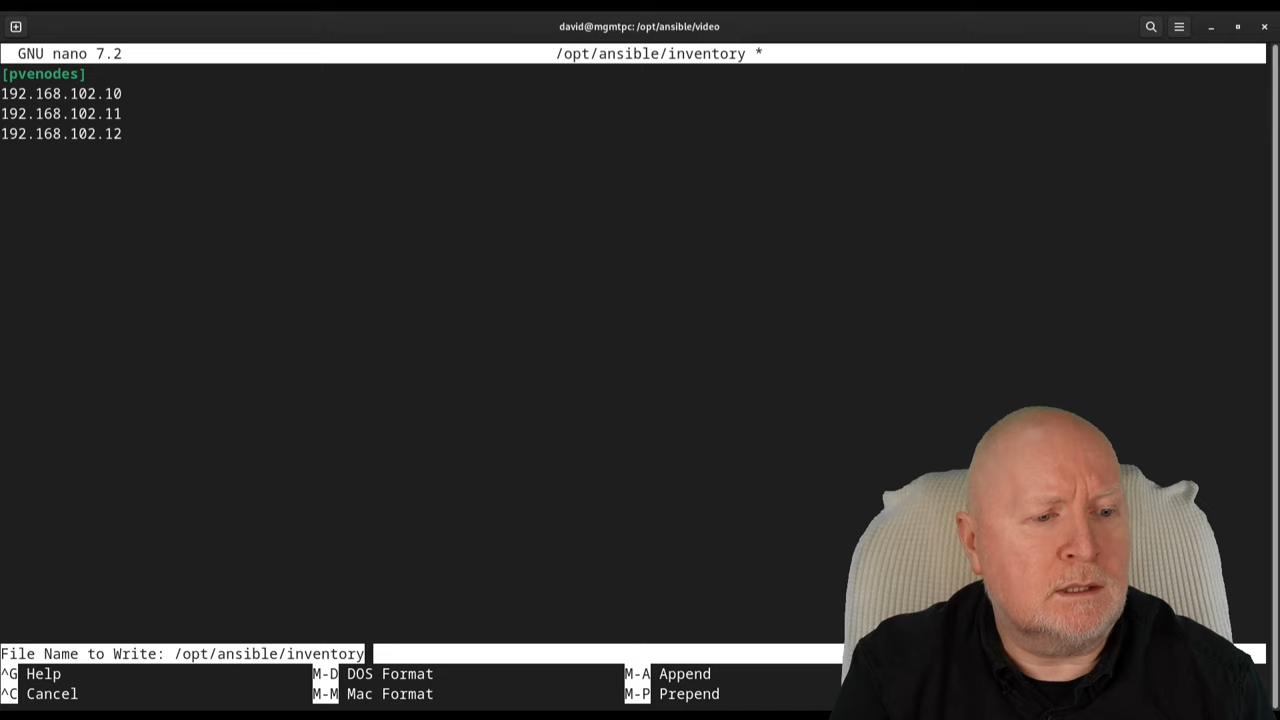 david@mgmtpc: /opt/ansible/video
GNU nano 7.2 /opt/ansible/inventory *
[pvenodes]
192.168.102.10
192.168.102.11
192.168.102.12
File Name to Write: /opt/ansible/inventory
^G Help M-D DOS Format M-A Append
^C Cancel M-M Mac Format M-P Prepend